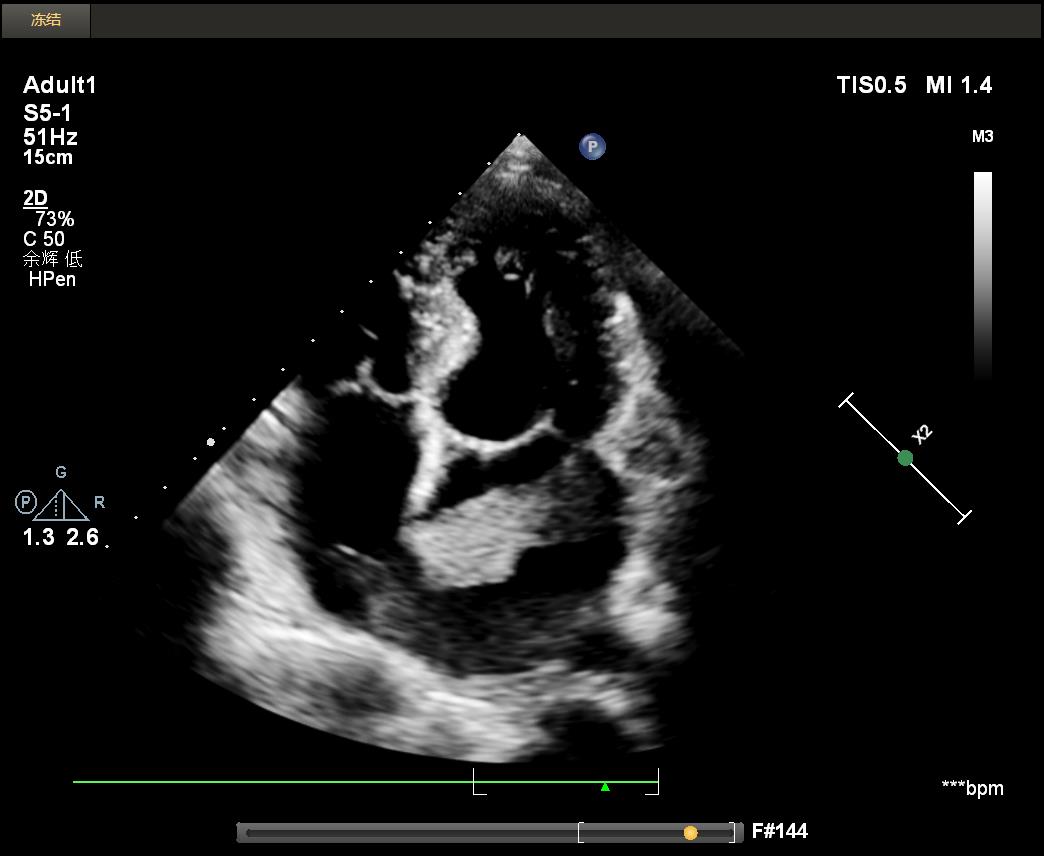 TIS0.5 MI 1.4
M3
X2
***bpm
P
F#144
Adult1
S5-1
51Hz
15cm
2D
73%
C 50
余辉 低
HPen
G
P R
1.3 2.6
冻结